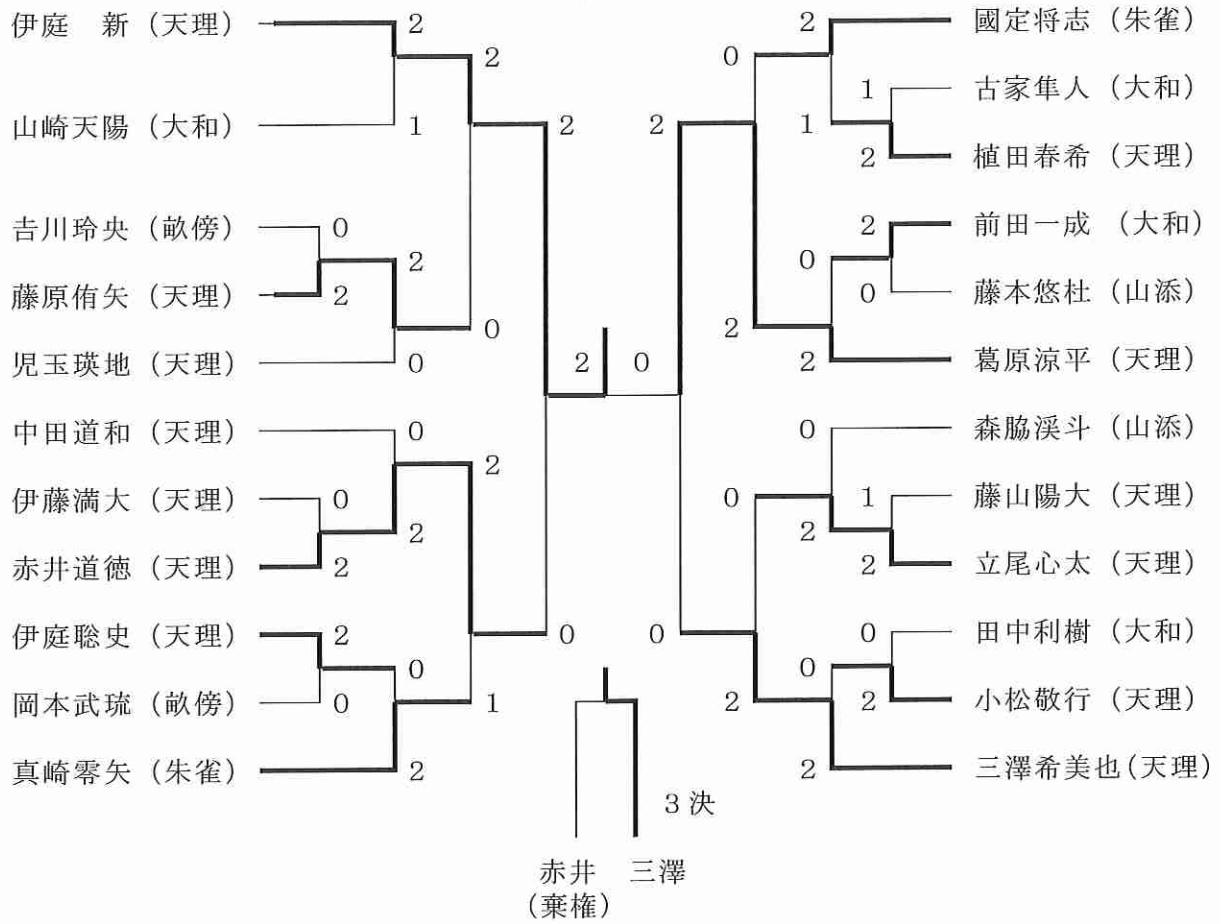 伊庭　新（天理）
2
2
山崎天陽（大和）
1
2
吉川玲央（畝傍）
0
2
藤原侑矢（天理）
2
0
児玉瑛地（天理）
0
中田道和（天理）
0
2
伊藤満大（天理）
0
2
赤井道徳（天理）
2
伊庭聡史（天理）
2
0
0
岡本武琉（畝傍）
0
1
真崎零矢（朱雀）
2
2
0
2
國定将志（朱雀）
0
1
古家隼人（大和）
2
1
2
植田春希（天理）
2
前田一成（大和）
0
0
藤本悠杜（山添）
2
2
葛原涼平（天理）
0
森脇渓斗（山添）
0
1
藤山陽大（天理）
2
2
立尾心太（天理）
0
0
田中利樹（大和）
0
2
2
小松敬行（天理）
2
三澤希美也（天理）
3決
赤井　三澤
（棄権）